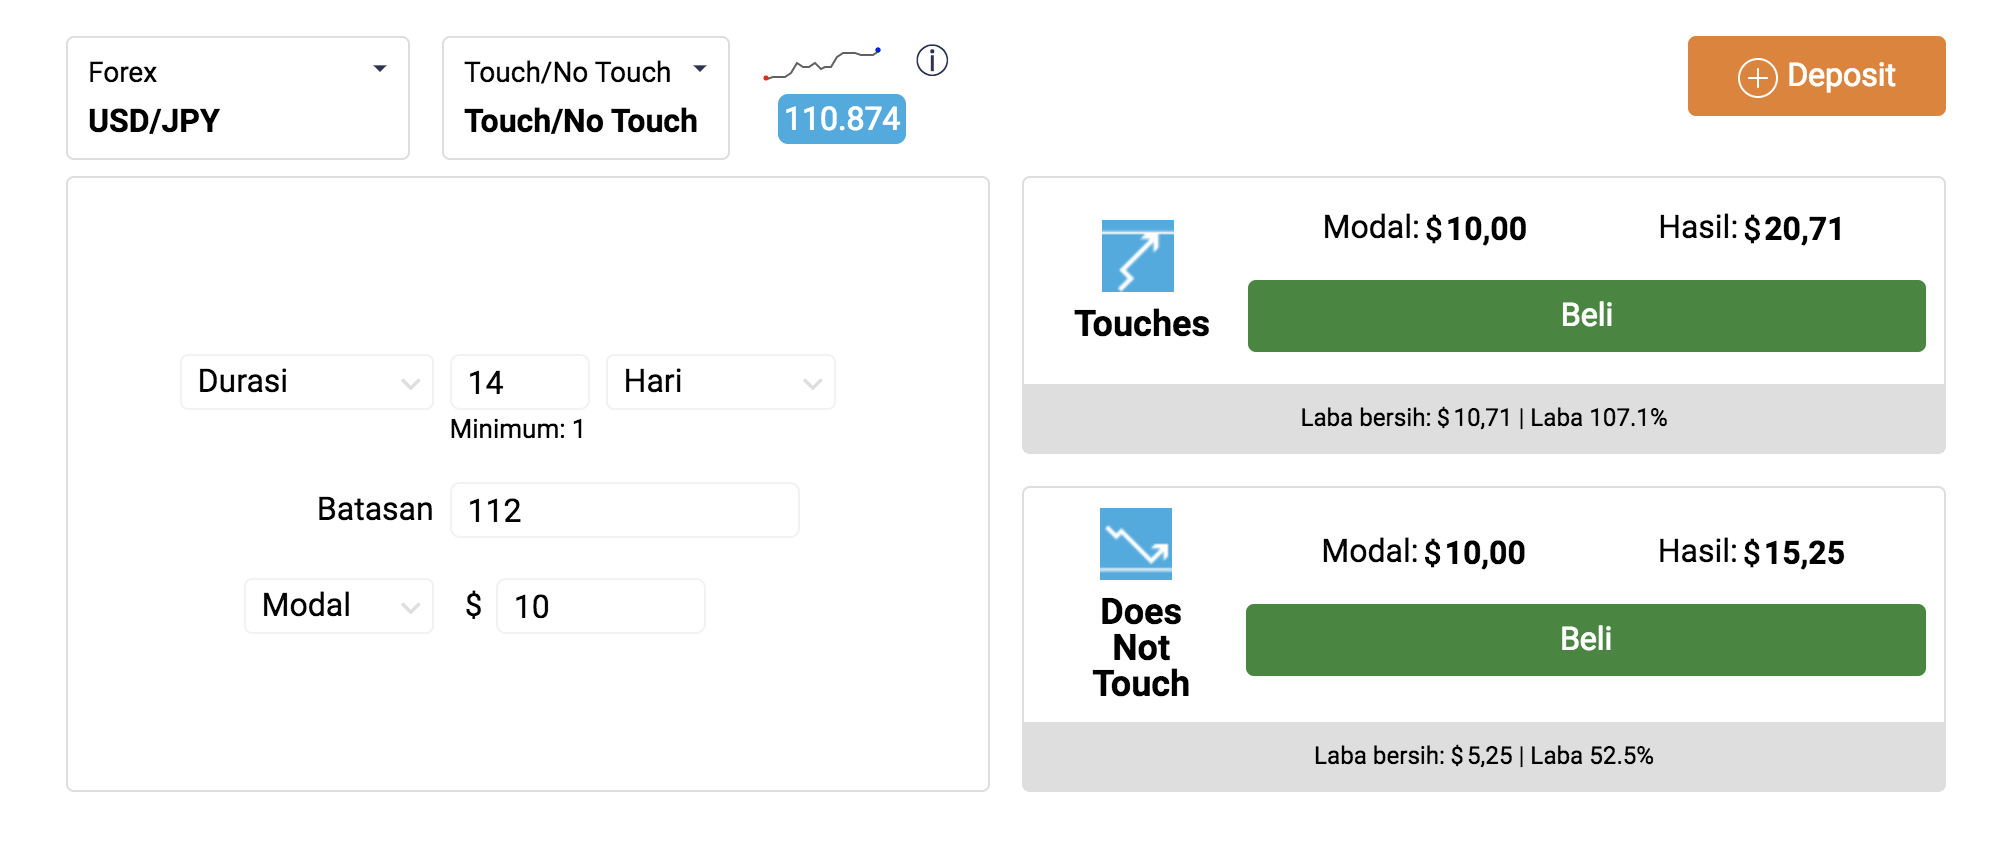 Forex
USD/JPY
Touch/No Touch
Touch/No Touch
110.874
Deposit
Durasi 14 Hari
Minimum: 1
Batasan 112
Modal $ 10
Modal: $10,00 Hasil: $20,71
Touches
Beli
Laba bersih: $10,71 | Laba 107.1%
Modal: $10,00 Hasil: $15,25
Does
Not
Touch
Beli
Laba bersih: $5,25 | Laba 52.5%